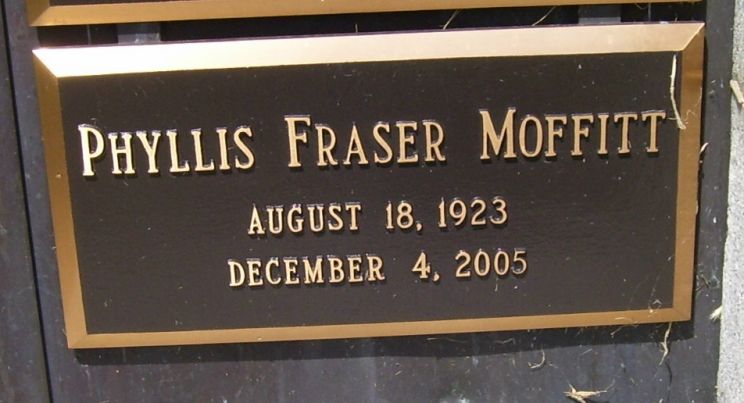 PHYLLIS FRASER MOFFITT
AUGUST 18, 1923
DECEMBER 4, 2005